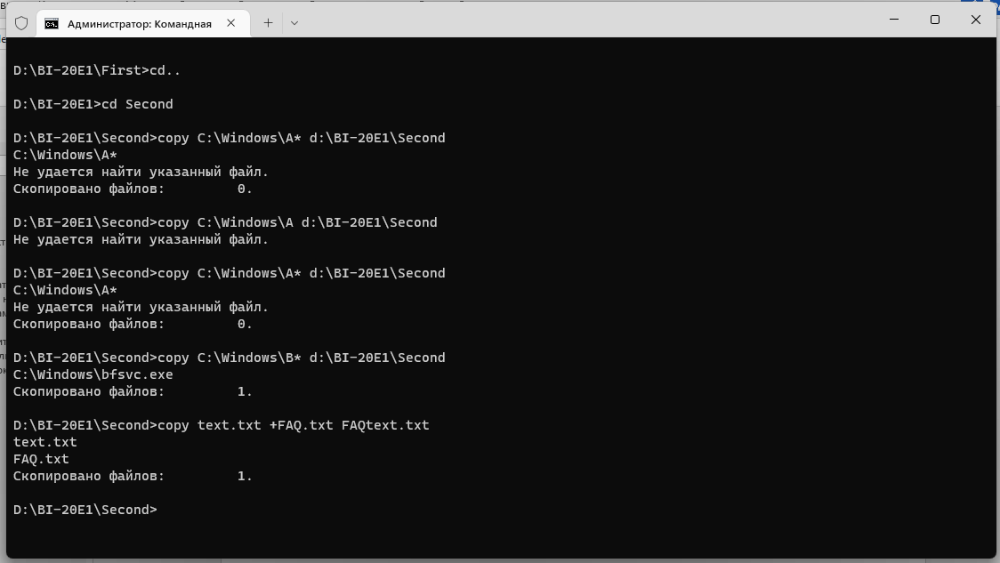 Администратор: Командная
D:\BI-20E1\First>cd..
D:\BI-20E1>cd Second
D:\BI-20E1\Second>copy C:\Windows\A* d:\BI-20E1\Second
C:\Windows\A*
Не удается найти указанный файл.
Скопировано файлов:         0.
D:\BI-20E1\Second>copy C:\Windows\A d:\BI-20E1\Second
Не удается найти указанный файл.
D:\BI-20E1\Second>copy C:\Windows\A* d:\BI-20E1\Second
C:\Windows\A*
Не удается найти указанный файл.
Скопировано файлов:         0.
D:\BI-20E1\Second>copy C:\Windows\B* d:\BI-20E1\Second
C:\Windows\bfsvc.exe
Скопировано файлов:         1.
D:\BI-20E1\Second>copy text.txt +FAQ.txt FAQtext.txt
text.txt
FAQ.txt
Скопировано файлов:         1.
D:\BI-20E1\Second>